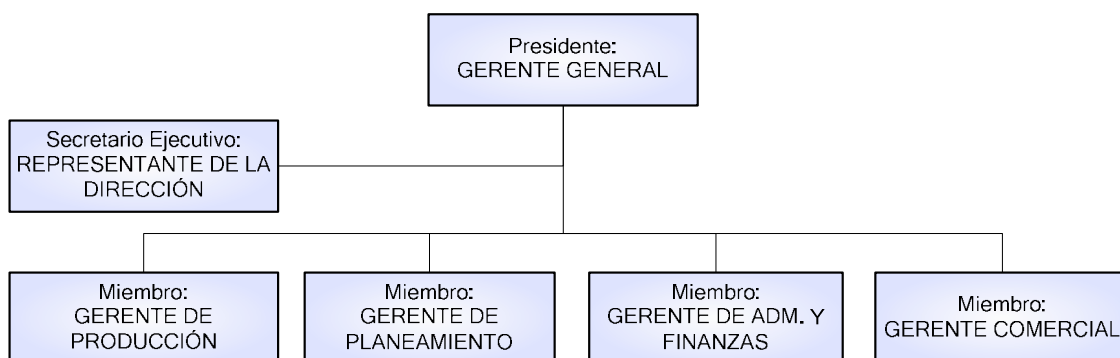 Presidente:
GERENTE GENERAL
Secretario Ejecutivo:
REPRESENTANTE DE LA
DIRECCIÓN
Miembro:
GERENTE DE
PRODUCCIÓN
Miembro:
GERENTE DE
PLANEAMIENTO
Miembro:
GERENTE DE ADM. Y
FINANZAS
Miembro:
GERENTE COMERCIAL